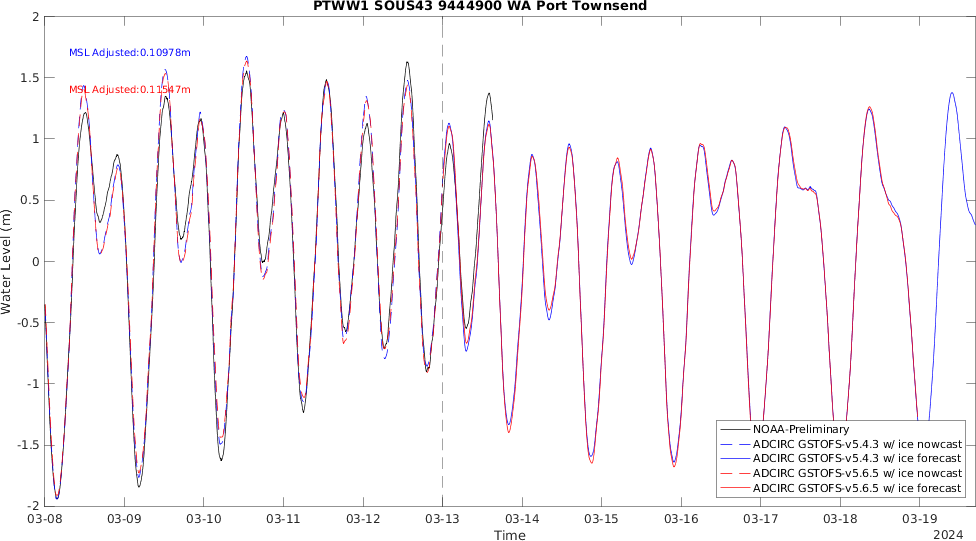 PTWW1 SOUS43 9444900 WA Port Townsend
2
MSL Adjusted:0.10978m
1.5
MSL Adjusted:0.11547m
1
0.5
0
-0.5
-1
-1.5
-2
Water Level (m)
NOAA-Preliminary
ADCIRC GSTOFS-v5.4.3 w/ ice nowcast
ADCIRC GSTOFS-v5.4.3 w/ ice forecast
ADCIRC GSTOFS-v5.6.5 w/ ice nowcast
ADCIRC GSTOFS-v5.6.5 w/ ice forecast
03-08 03-09 03-10 03-11 03-12 03-13 03-14 03-15 03-16 03-17 03-18 03-19
Time
2024